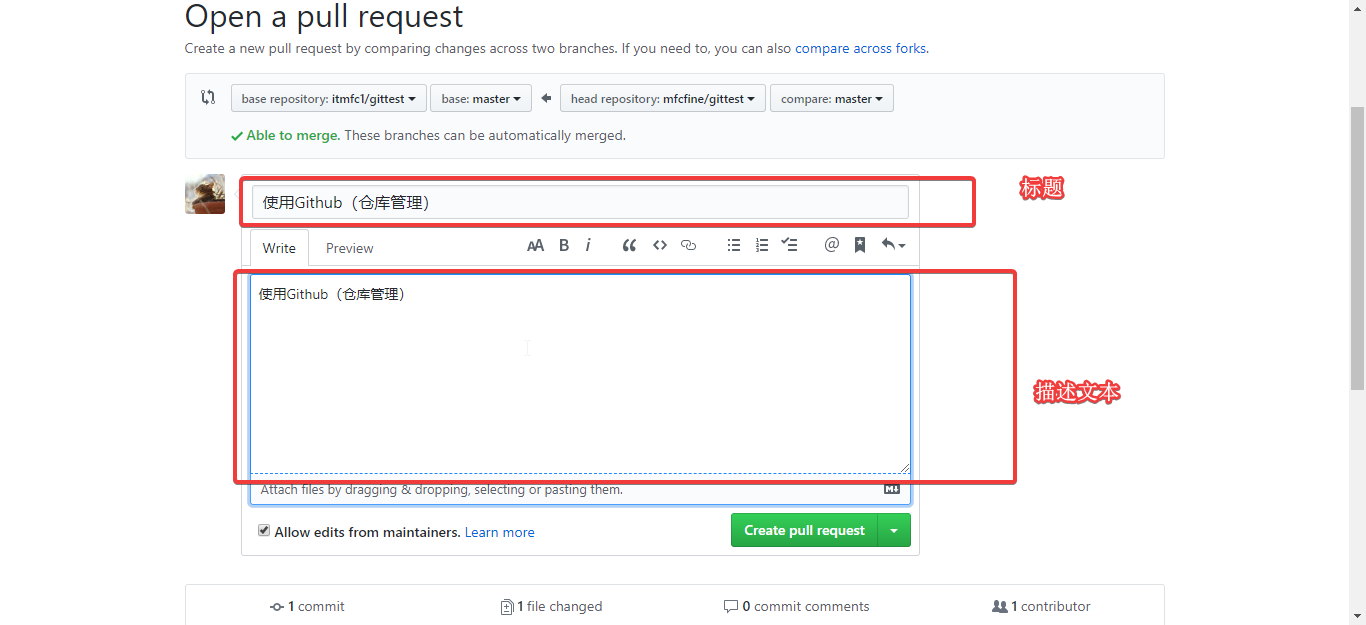 Open a pull request
Create a new pull request by comparing changes across two branches. If you need to, you can also compare across forks.
base repository: itmfc1/gittest base: master head repository: mfcfine/gittest compare: master
Able to merge. These branches can be automatically merged.
使用Github（仓库管理）
标题
Write Preview AA B i @
使用Github（仓库管理）
描述文本
Attach files by dragging & dropping, selecting or pasting them.
Allow edits from maintainers. Learn more Create pull request
1 commit 1 file changed 0 commit comments 1 contributor